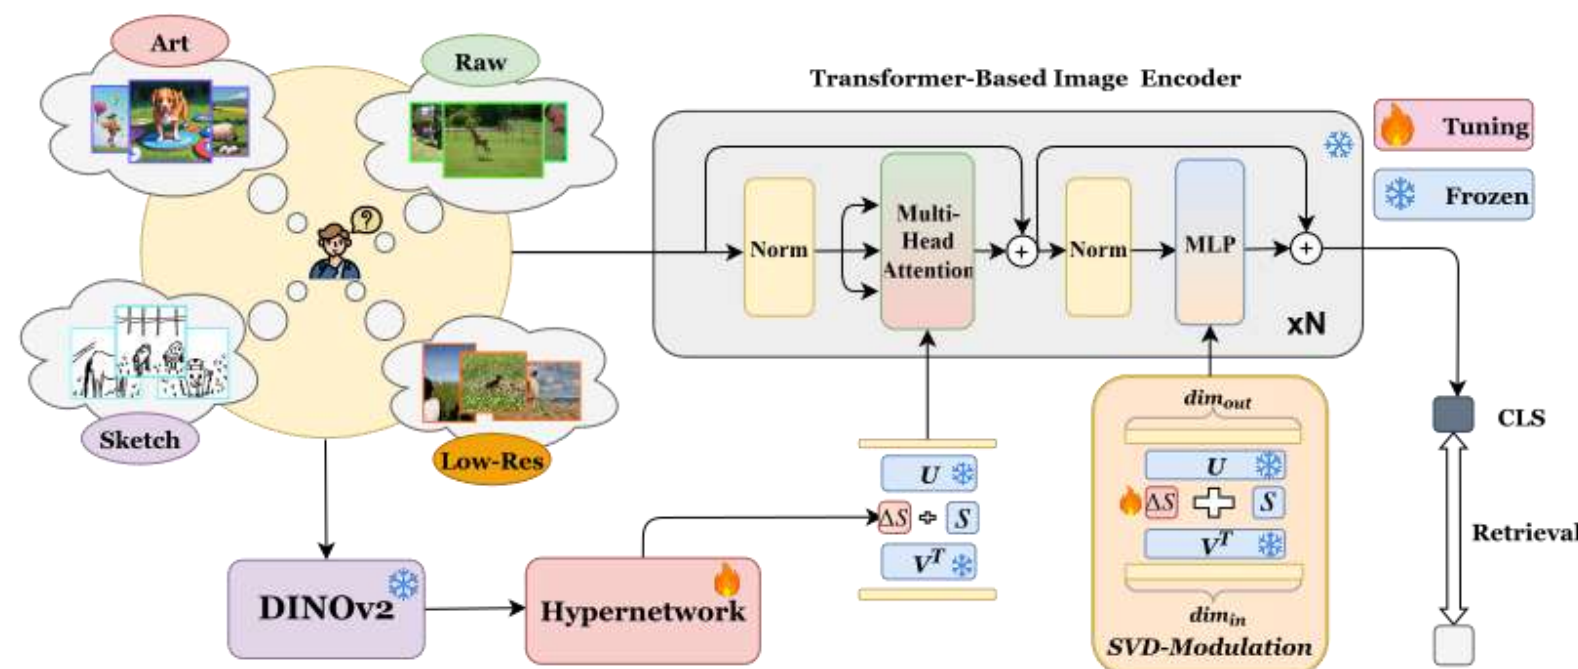 Art
Raw
Transformer-Based Image Encoder
Tuning
Frozen
?
Norm
Multi-
Head
Attention
+
Norm
MLP
+
xN
Sketch
Low-Res
dim_out
U
ΔS + S
V^T
U
ΔS S
V^T
dim_in
SVD-Modulation
CLS
Retrieval
DINOv2
Hypernetwork